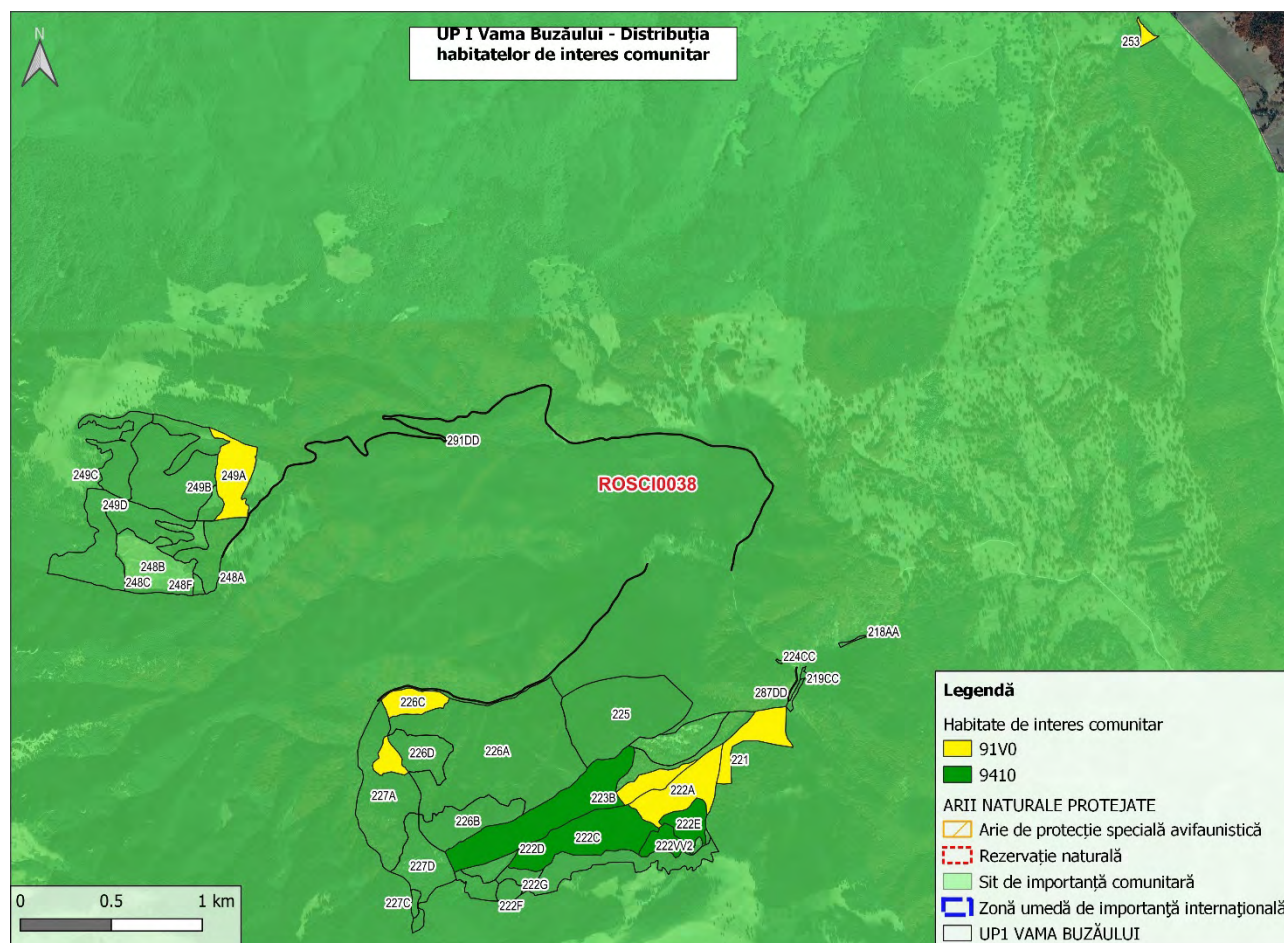 UP I Vama Buzăului - Distribuția
habitatelor de interes comunitar
N
253
291DD
249C
249A
249B
249D
ROSCI0038
248B
248C
248F
248A
218AA
224CC
219CC
287DD
226C
225
226D
226A
221
227A
223B
222A
226B
222E
222C
222VV2
222D
227D
222G
227C
222F
0 0.5 1 km
Legendă
Habitate de interes comunitar
91V0
9410
ARII NATURALE PROTEJATE
Arie de protecție specială avifaunistică
Rezervație naturală
Sit de importanță comunitară
Zonă umedă de importanță internațională
UP1 VAMA BUZĂULUI